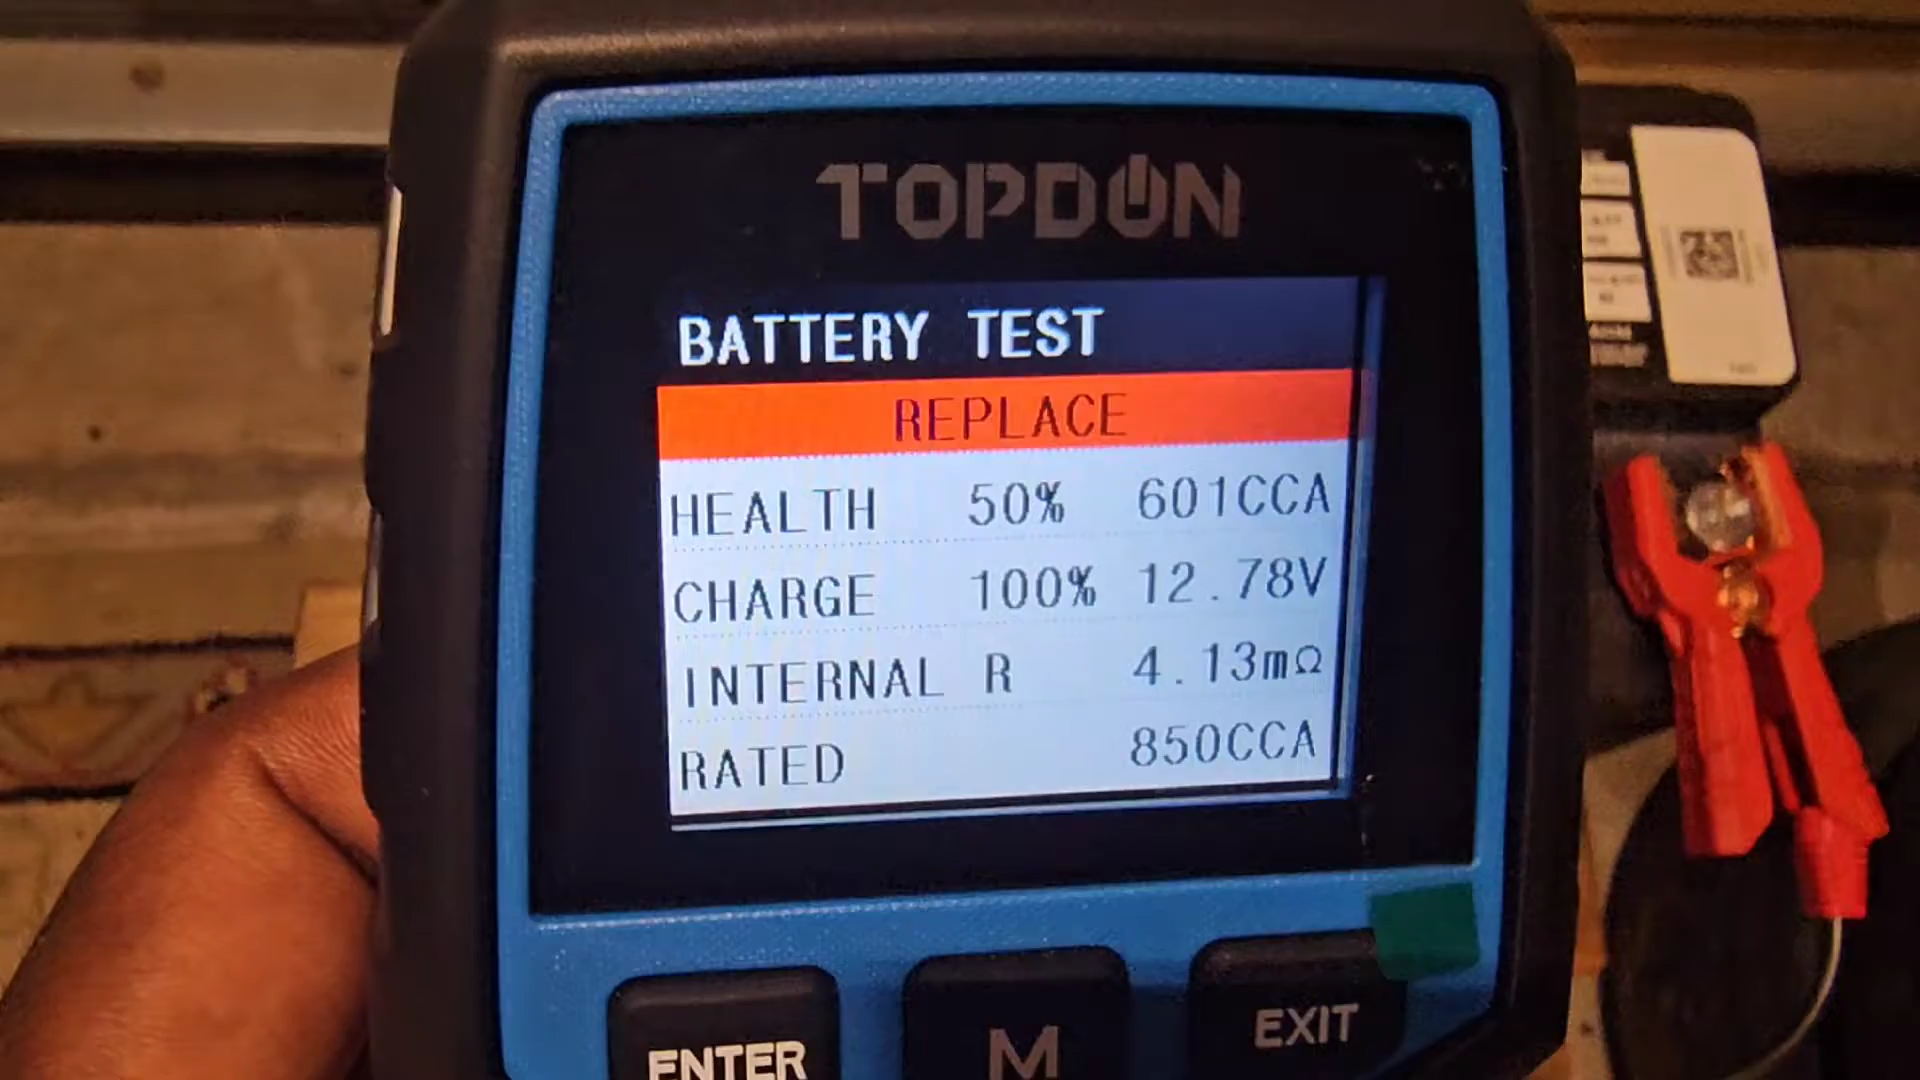 TOPDON
BATTERY TEST
REPLACE
HEALTH 50% 601CCA
CHARGE 100% 12.78V
INTERNAL R 4.13mΩ
RATED 850CCA
ENTER M EXIT